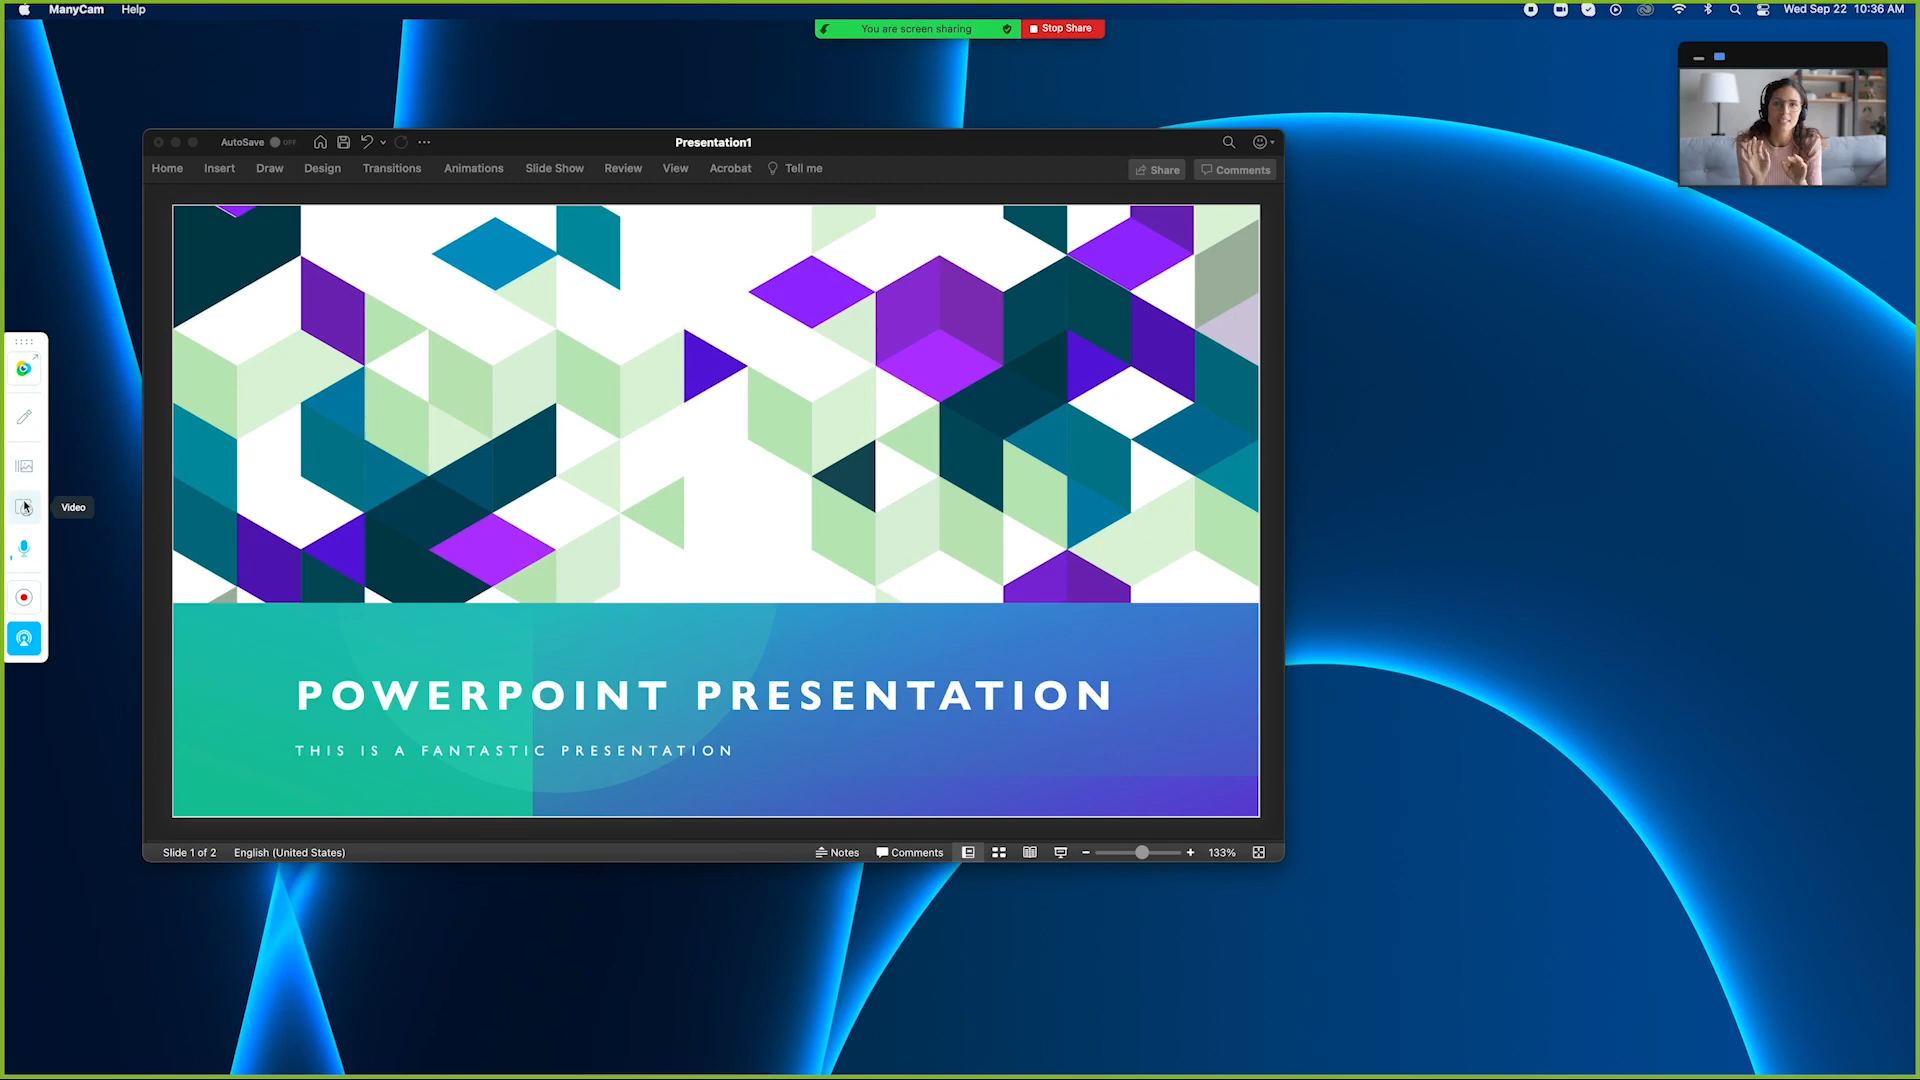 ManyCam Help
Wed Sep 22 10:36 AM
You are screen sharing
Stop Share
AutoSave OFF
Presentation1
Home Insert Draw Design Transitions Animations Slide Show Review View Acrobat Tell me
Share Comments
Video
POWERPOINT PRESENTATION
THIS IS A FANTASTIC PRESENTATION
Slide 1 of 2 English (United States)
Notes Comments 133%